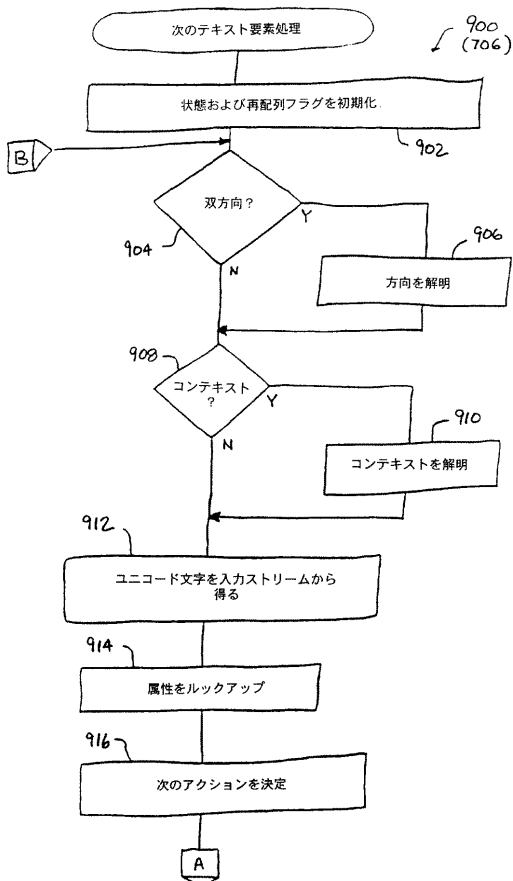 次のテキスト要素処理
900
(706)
状態および再配列フラグを初期化
902
B
双方向？
904
Y
N
906
方向を解明
908
コンテキスト
？
Y
N
910
コンテキストを解明
912
ユニコード文字を入力ストリームから
得る
914
属性をルックアップ
916
次のアクションを決定
A